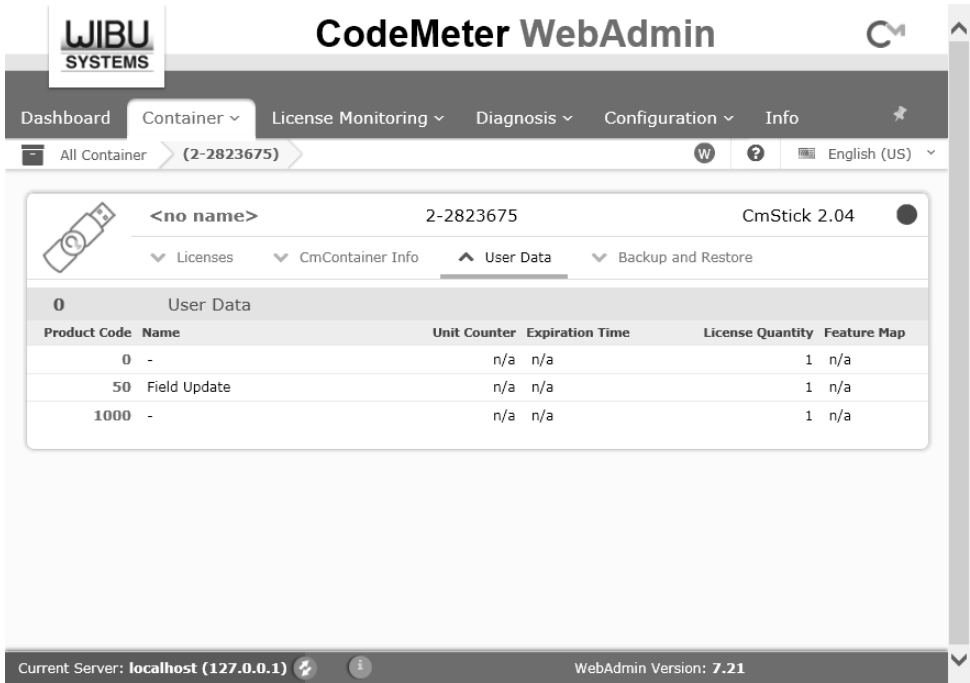 WIBU
SYSTEMS
CodeMeter WebAdmin
CM
Dashboard Container License Monitoring Diagnosis Configuration Info
All Container (2-2823675) W ? English (US)
<no name> 2-2823675 CmStick 2.04
Licenses CmContainer Info User Data Backup and Restore
0 User Data
Product Code Name Unit Counter Expiration Time License Quantity Feature Map
0 - n/a n/a 1 n/a
50 Field Update n/a n/a 1 n/a
1000 - n/a n/a 1 n/a
Current Server: localhost (127.0.0.1) i WebAdmin Version: 7.21